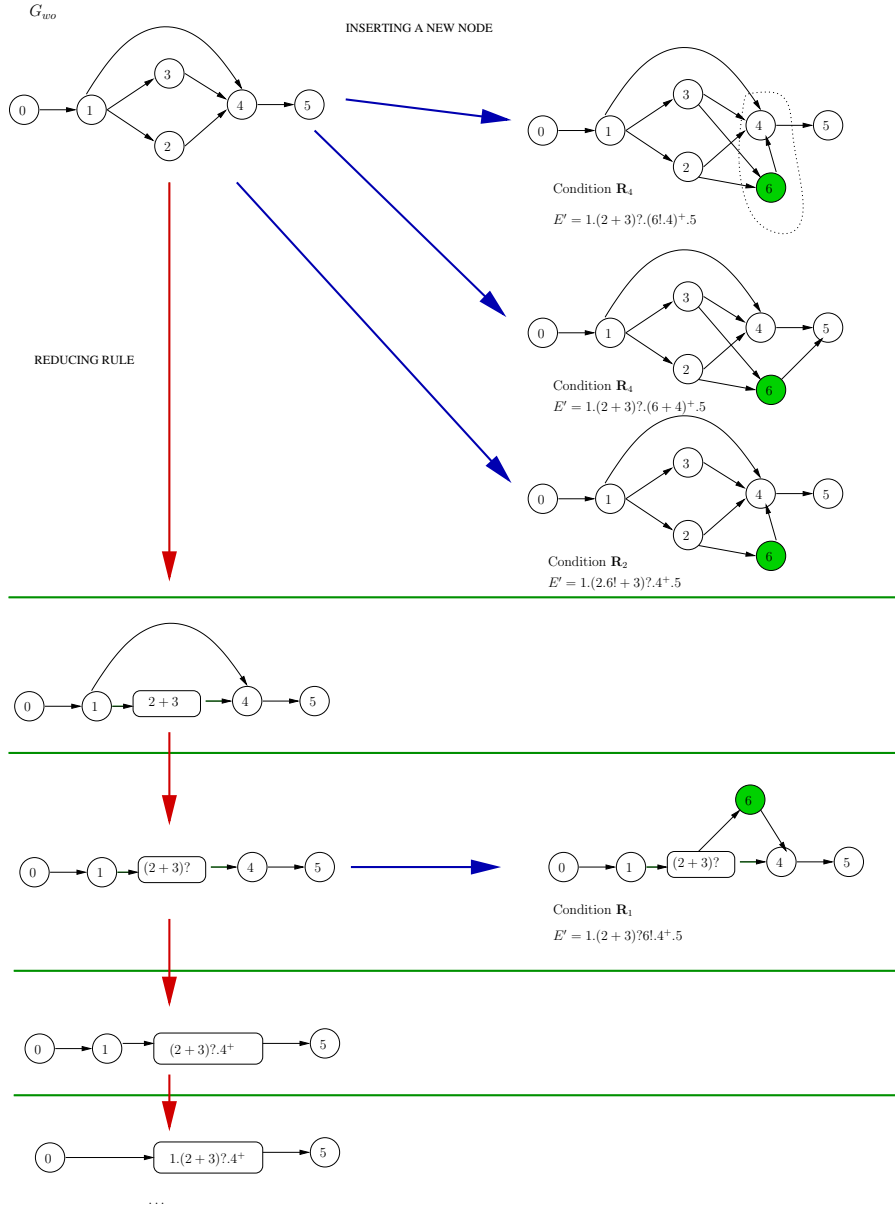 G_{wo}
INSERTING A NEW NODE
0 1 3 2 4 5
0 1 3 2 4 5 6
Condition R_4
E′ = 1.(2 + 3)?.(6!.4)^+.5
0 1 3 2 4 5 6
REDUCING RULE
Condition R_4
E′ = 1.(2 + 3)?.(6 + 4)^+.5
0 1 3 2 4 5 6
Condition R_2
E′ = 1.(2.6! + 3)?.4^+.5
0 1 2 + 3 4 5
0 1 (2 + 3)? 4 5
6
0 1 (2 + 3)? 4 5
Condition R_1
E′ = 1.(2 + 3)?6!.4^+.5
0 1 (2 + 3)?.4^+ 5
0 1.(2 + 3)?.4^+ 5
...